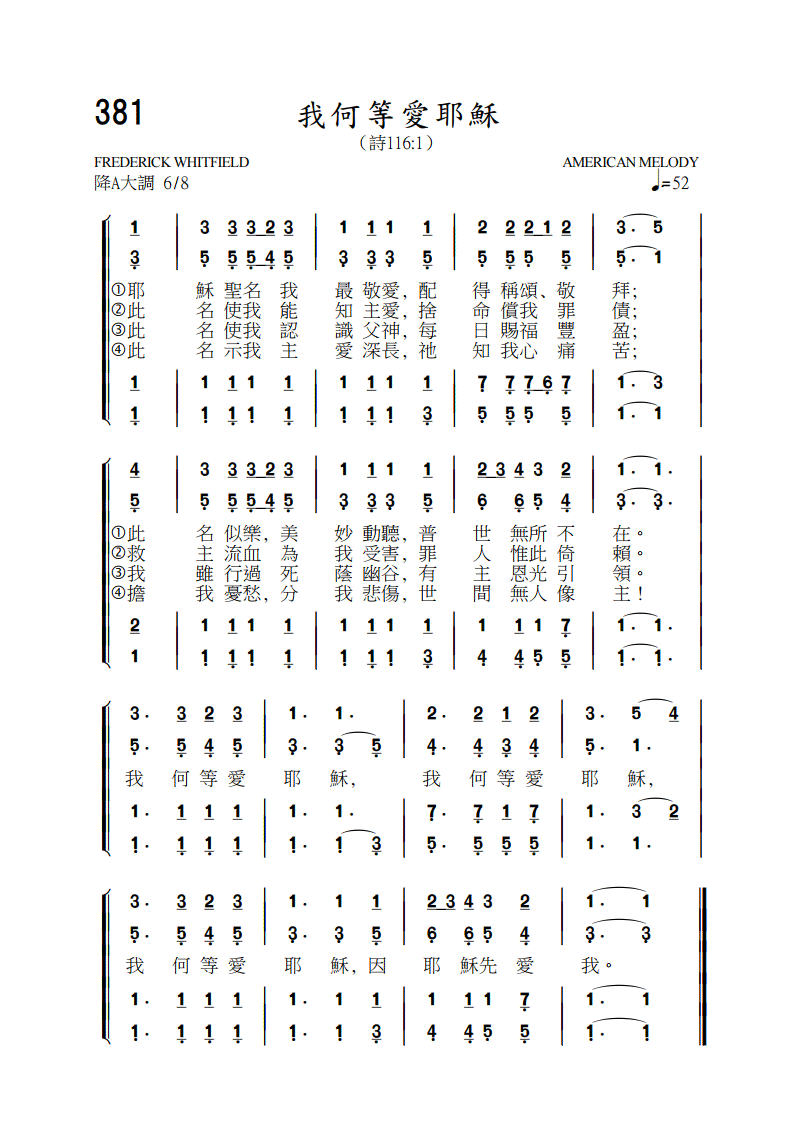 381
我何等愛耶穌
（詩116:1）
FREDERICK WHITFIELD
AMERICAN MELODY
降A大調 6/8
♩=52
1 | 3 3 3 2 3 | 1 1 1 1 | 2 2 2 1 2 | 3 . 5
3 | 5 5 5 4 5 | 3 3 3 5 | 5 5 5 5 | 5 . 1
①耶 穌 聖名 我 最 敬愛，配 得 稱頌、敬 拜；
②此 名 使我 能 知 主愛，捨 命 償我 罪 債；
③此 名 使我 認 識 父神，每 日 賜福 豐 盈；
④此 名 示我 主 愛 深長，祂 知 我心 痛 苦；
1 | 1 1 1 1 | 1 1 1 1 | 7 7 7 6 7 | 1 . 3
1 | 1 1 1 1 | 1 1 1 3 | 5 5 5 5 | 1 . 1
4 | 3 3 3 2 3 | 1 1 1 1 | 2 3 4 3 2 | 1 . 1 .
5 | 5 5 5 4 5 | 3 3 3 5 | 6 6 5 4 | 3 . 3 .
①此 名 似樂，美 妙 動聽，普 世 無所 不 在。
②救 主 流血 為 我 受害，罪 人 惟此 倚 賴。
③我 雖 行過 死 蔭 幽谷，有 主 恩光 引 領。
④擔 我 憂愁，分 我 悲傷，世 間 無人 像 主！
2 | 1 1 1 1 | 1 1 1 1 | 1 1 1 7 | 1 . 1 .
1 | 1 1 1 1 | 1 1 1 3 | 4 4 5 5 | 1 . 1 .
3 . 3 2 3 | 1 . 1 . | 2 . 2 1 2 | 3 . 5 4
5 . 5 4 5 | 3 . 3 5 | 4 . 4 3 4 | 5 . 1 .
我 何 等 愛 耶 穌， 我 何 等 愛 耶 穌，
1 . 1 1 1 | 1 . 1 . | 7 . 7 1 7 | 1 . 3 2
1 . 1 1 1 | 1 . 1 3 | 5 . 5 5 5 | 1 . 1 .
3 . 3 2 3 | 1 . 1 1 | 2 3 4 3 2 | 1 . 1
5 . 5 4 5 | 3 . 3 5 | 6 6 5 4 | 3 . 3
我 何 等 愛 耶 穌，因 耶 穌先 愛 我。
1 . 1 1 1 | 1 . 1 1 | 1 1 1 7 | 1 . 1
1 . 1 1 1 | 1 . 1 3 | 4 4 5 5 | 1 . 1